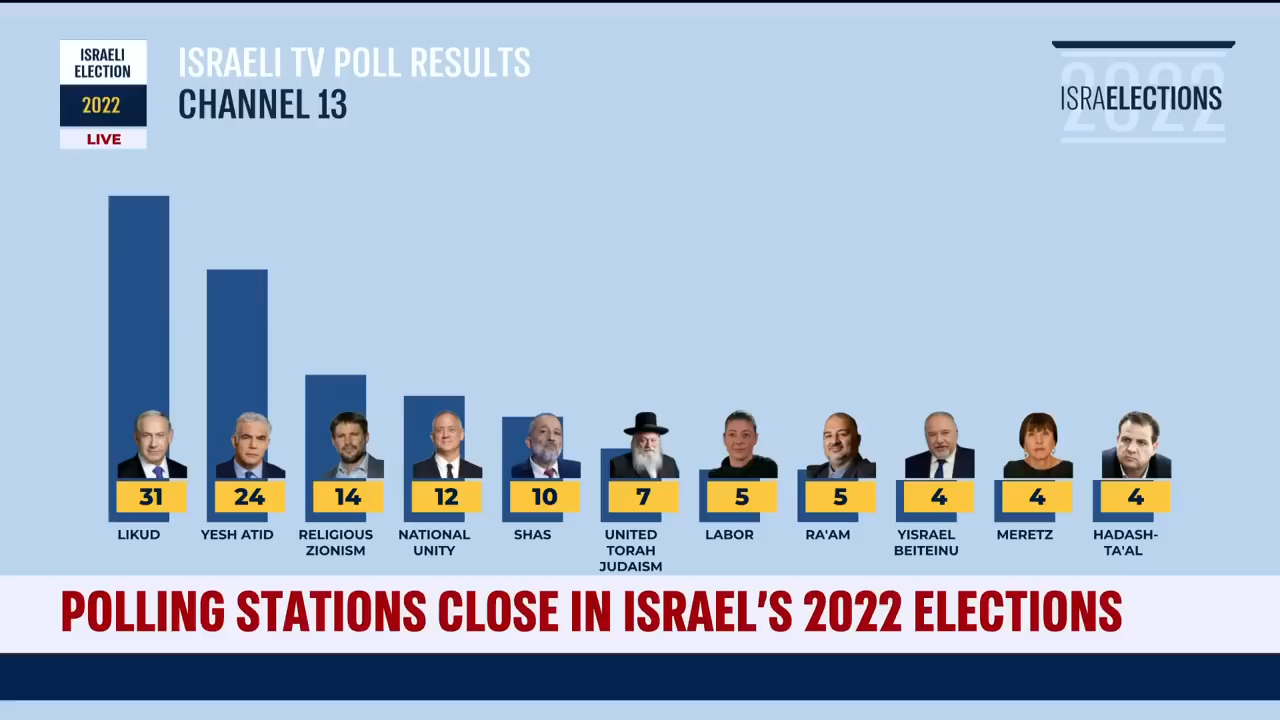 ISRAELI
ELECTION
2022
LIVE
ISRAELI TV POLL RESULTS
CHANNEL 13
2022
ISRAELECTIONS
31
24
14
12
10
7
5
5
4
4
4
LIKUD
YESH ATID
RELIGIOUS
ZIONISM
NATIONAL
UNITY
SHAS
UNITED
TORAH
JUDAISM
LABOR
RA'AM
YISRAEL
BEITEINU
MERETZ
HADASH-
TA'AL
POLLING STATIONS CLOSE IN ISRAEL'S 2022 ELECTIONS